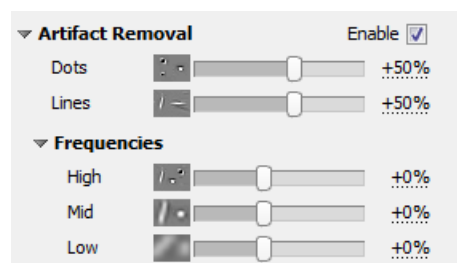 Artifact Removal Enable
Dots +50%
Lines +50%
Frequencies
High +0%
Mid +0%
Low +0%